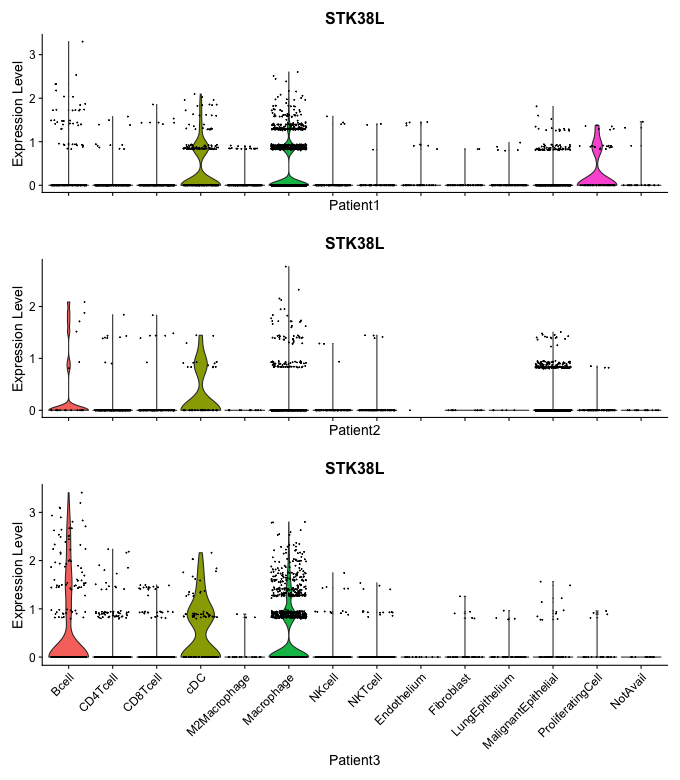 STK38L
Expression Level
3
2
1
0
Patient1
STK38L
Expression Level
2
1
0
Patient2
STK38L
Expression Level
3
2
1
0
Bcell
CD4Tcell
CD8Tcell
cDC
M2Macrophage
Macrophage
NKcell
NKTcell
Endothelium
Fibroblast
LungEpithelium
MalignantEpithelial
ProliferatingCell
NotAvail
Patient3